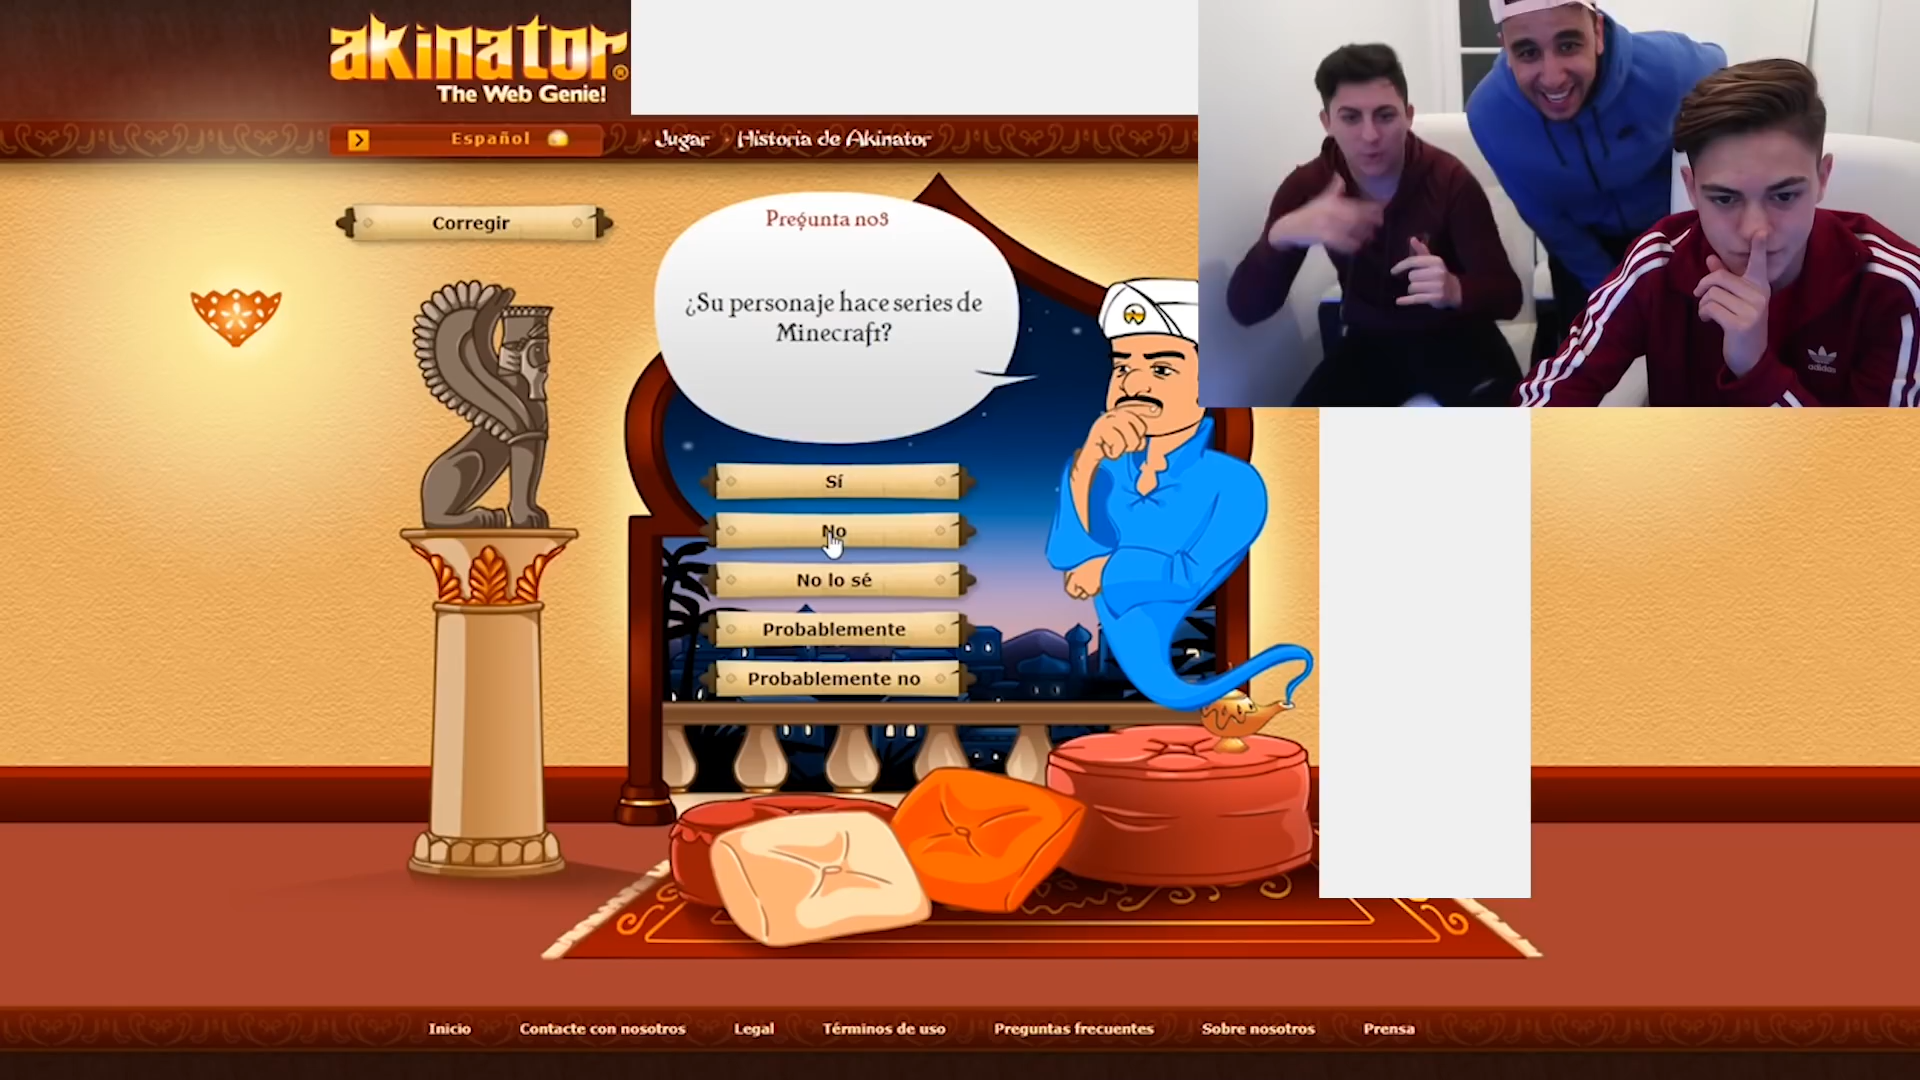 akinator®
The Web Genie!
Español
Jugar
Historia de Akinator
Corregir
Pregunta no3
¿Su personaje hace series de
Minecraft?
Sí
No
No lo sé
Probablemente
Probablemente no
adidas
Inicio
Contacte con nosotros
Legal
Términos de uso
Preguntas frecuentes
Sobre nosotros
Prensa